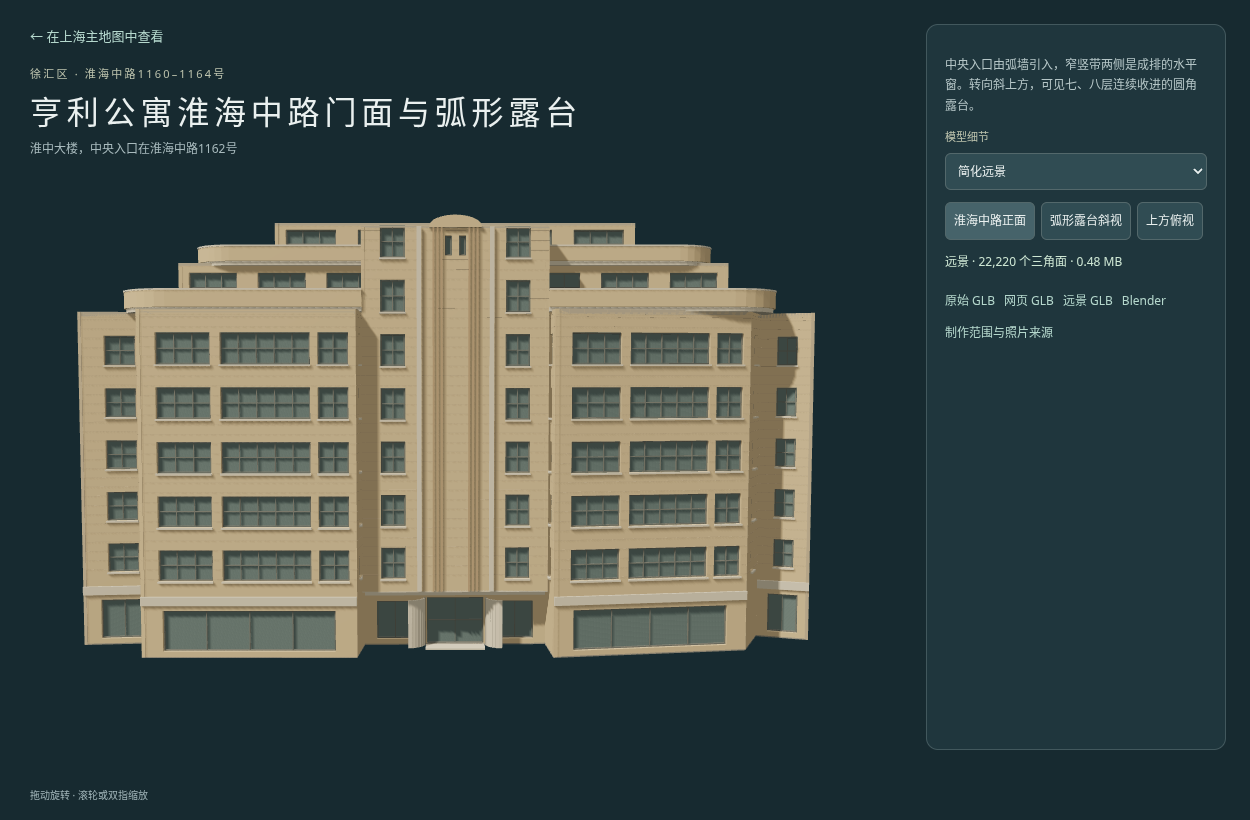 ← 在上海主地图中查看
徐汇区 · 淮海中路1160–1164号
亨利公寓淮海中路门面与弧形露台
淮中大楼，中央入口在淮海中路1162号
中央入口由弧墙引入，窄竖带两侧是成排的水平
窗。转向斜上方，可见七、八层连续收进的圆角
露台。
模型细节
简化远景
淮海中路正面 弧形露台斜视 上方俯视
远景 · 22,220 个三角面 · 0.48 MB
原始 GLB 网页 GLB 远景 GLB Blender
制作范围与照片来源
拖动旋转 · 滚轮或双指缩放